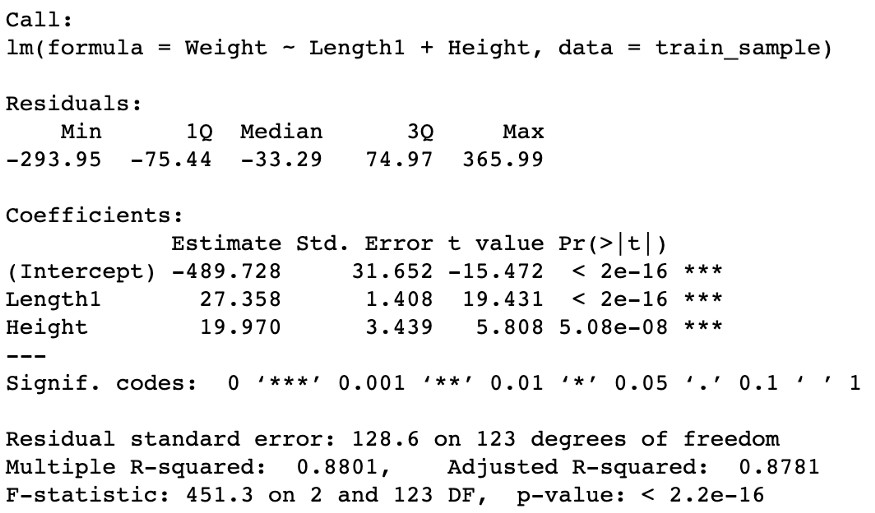 Call:
lm(formula = Weight ~ Length1 + Height, data = train_sample)
Residuals:
Min 1Q Median 3Q Max
-293.95 -75.44 -33.29 74.97 365.99
Coefficients:
Estimate Std. Error t value Pr(>|t|)
(Intercept) -489.728 31.652 -15.472 < 2e-16 ***
Length1 27.358 1.408 19.431 < 2e-16 ***
Height 19.970 3.439 5.808 5.08e-08 ***
---
Signif. codes: 0 ‘***’ 0.001 ‘**’ 0.01 ‘*’ 0.05 ‘.’ 0.1 ‘ ’ 1
Residual standard error: 128.6 on 123 degrees of freedom
Multiple R-squared: 0.8801, Adjusted R-squared: 0.8781
F-statistic: 451.3 on 2 and 123 DF, p-value: < 2.2e-16